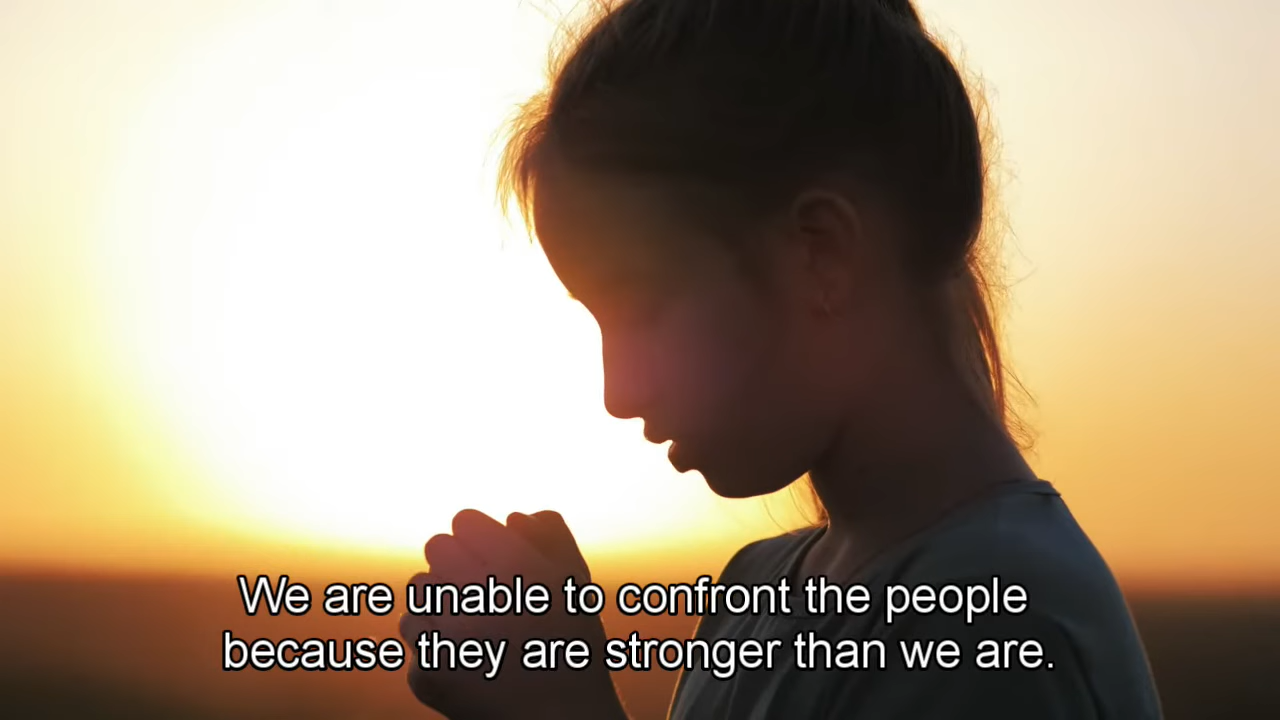 We are unable to confront the people
because they are stronger than we are.